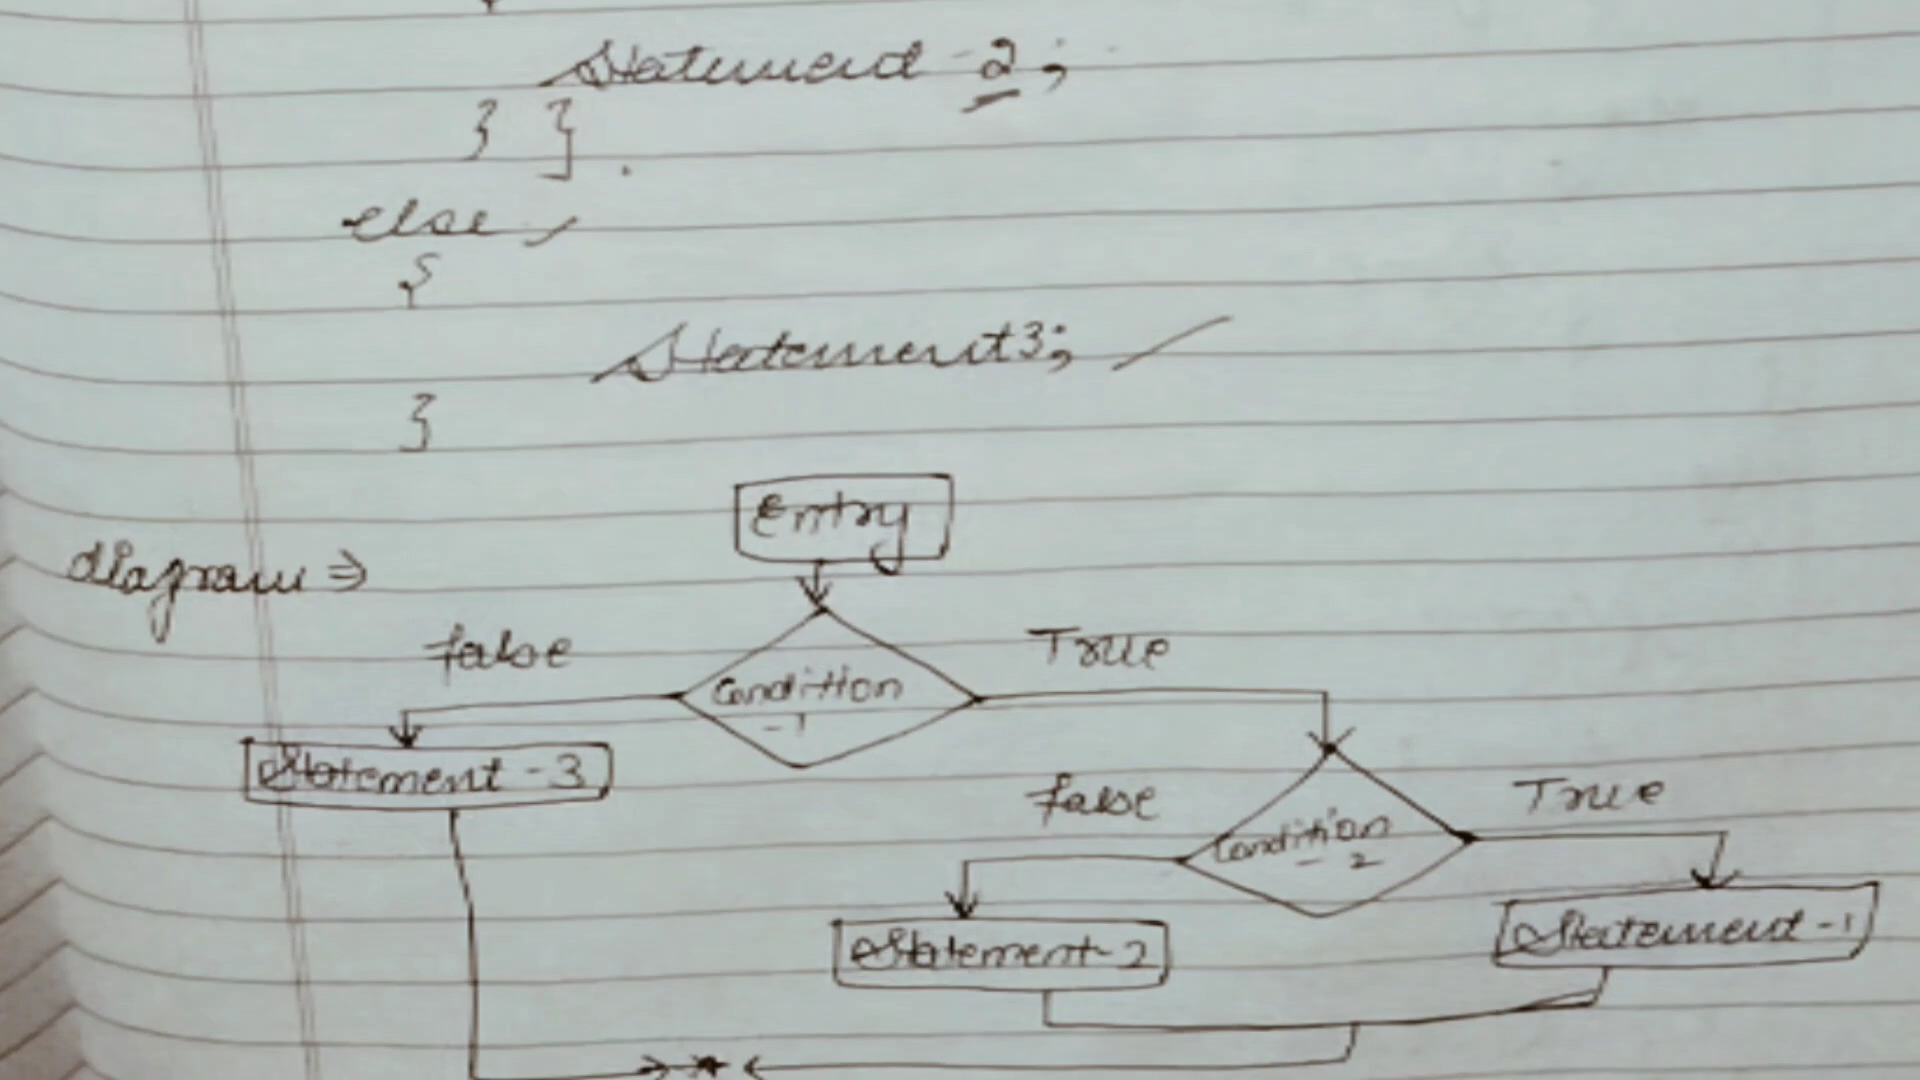 Statement-2;
} }
else
{
Statement3;
}
Entry
diagram ⇒
false True
Condition
-1
Statement-3
false True
Condition
-2
Statement-2 Statement-1